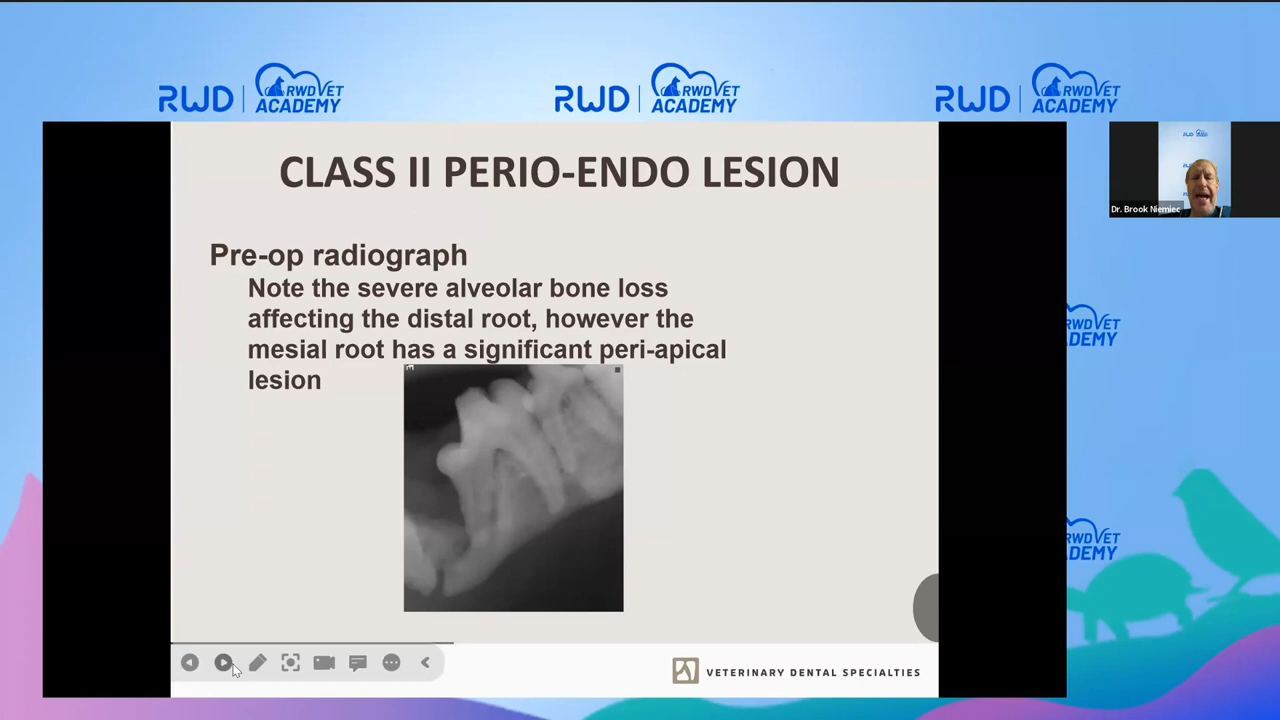 RWD | RWD VET ACADEMY
RWD | RWD VET ACADEMY
RWD | RWD VET ACADEMY
CLASS II PERIO-ENDO LESION
Dr. Brook Niemiec
Pre-op radiograph
Note the severe alveolar bone loss
affecting the distal root, however the
mesial root has a significant peri-apical
lesion
RWD VET
VETERINARY DENTAL SPECIALTIES